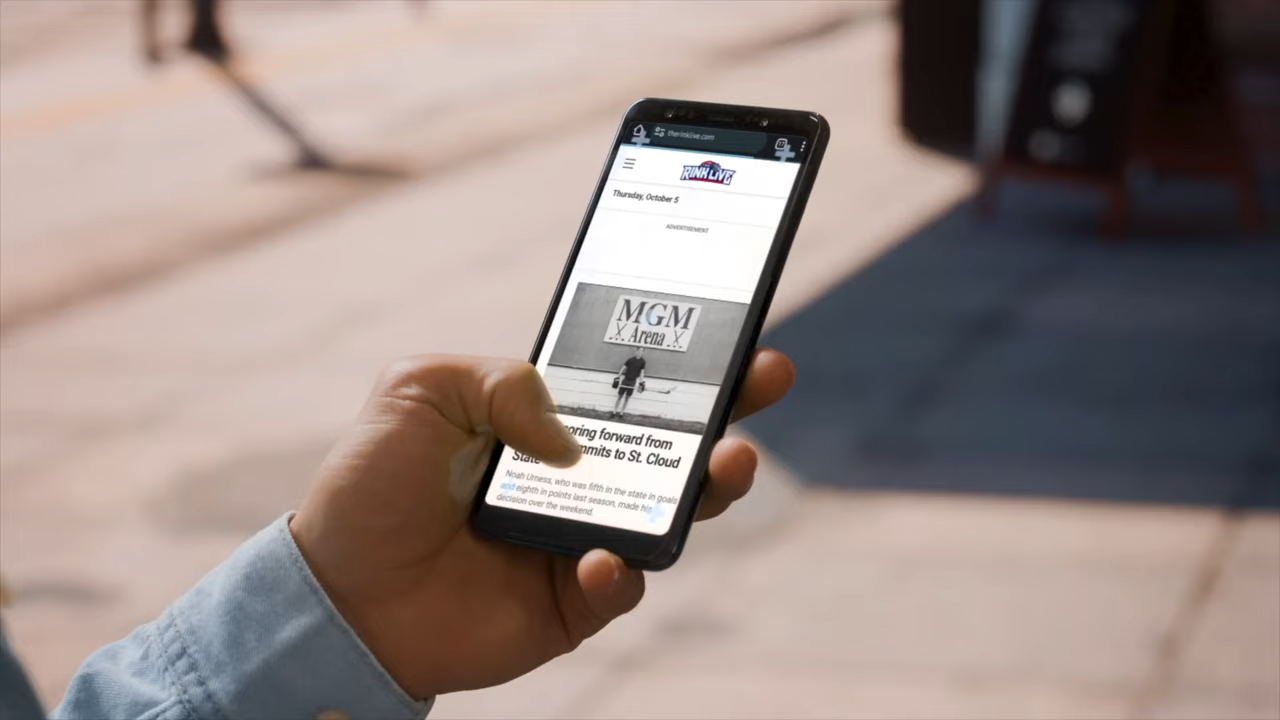 therinklive.com
RINK LIVE
Thursday, October 5
ADVERTISEMENT
MGM
Arena
oring forward from
State mmits to St. Cloud
Noah Urness, who was fifth in the state in goals
and eighth in points last season, made his
decision over the weekend.